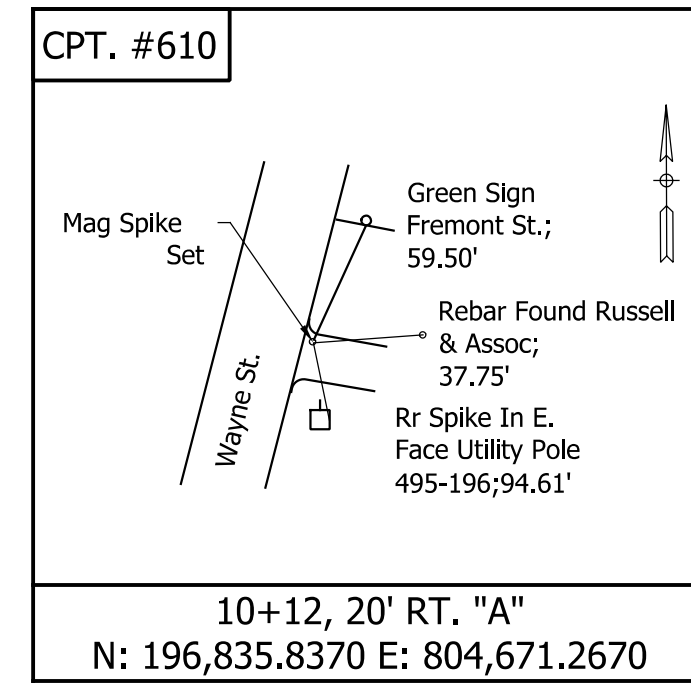 CPT. #610
Mag Spike
Set
Green Sign
Fremont St.;
59.50'
Rebar Found Russell
& Assoc;
37.75'
Wayne St.
Rr Spike In E.
Face Utility Pole
495-196;94.61'
10+12, 20' RT. "A"
N: 196,835.8370 E: 804,671.2670